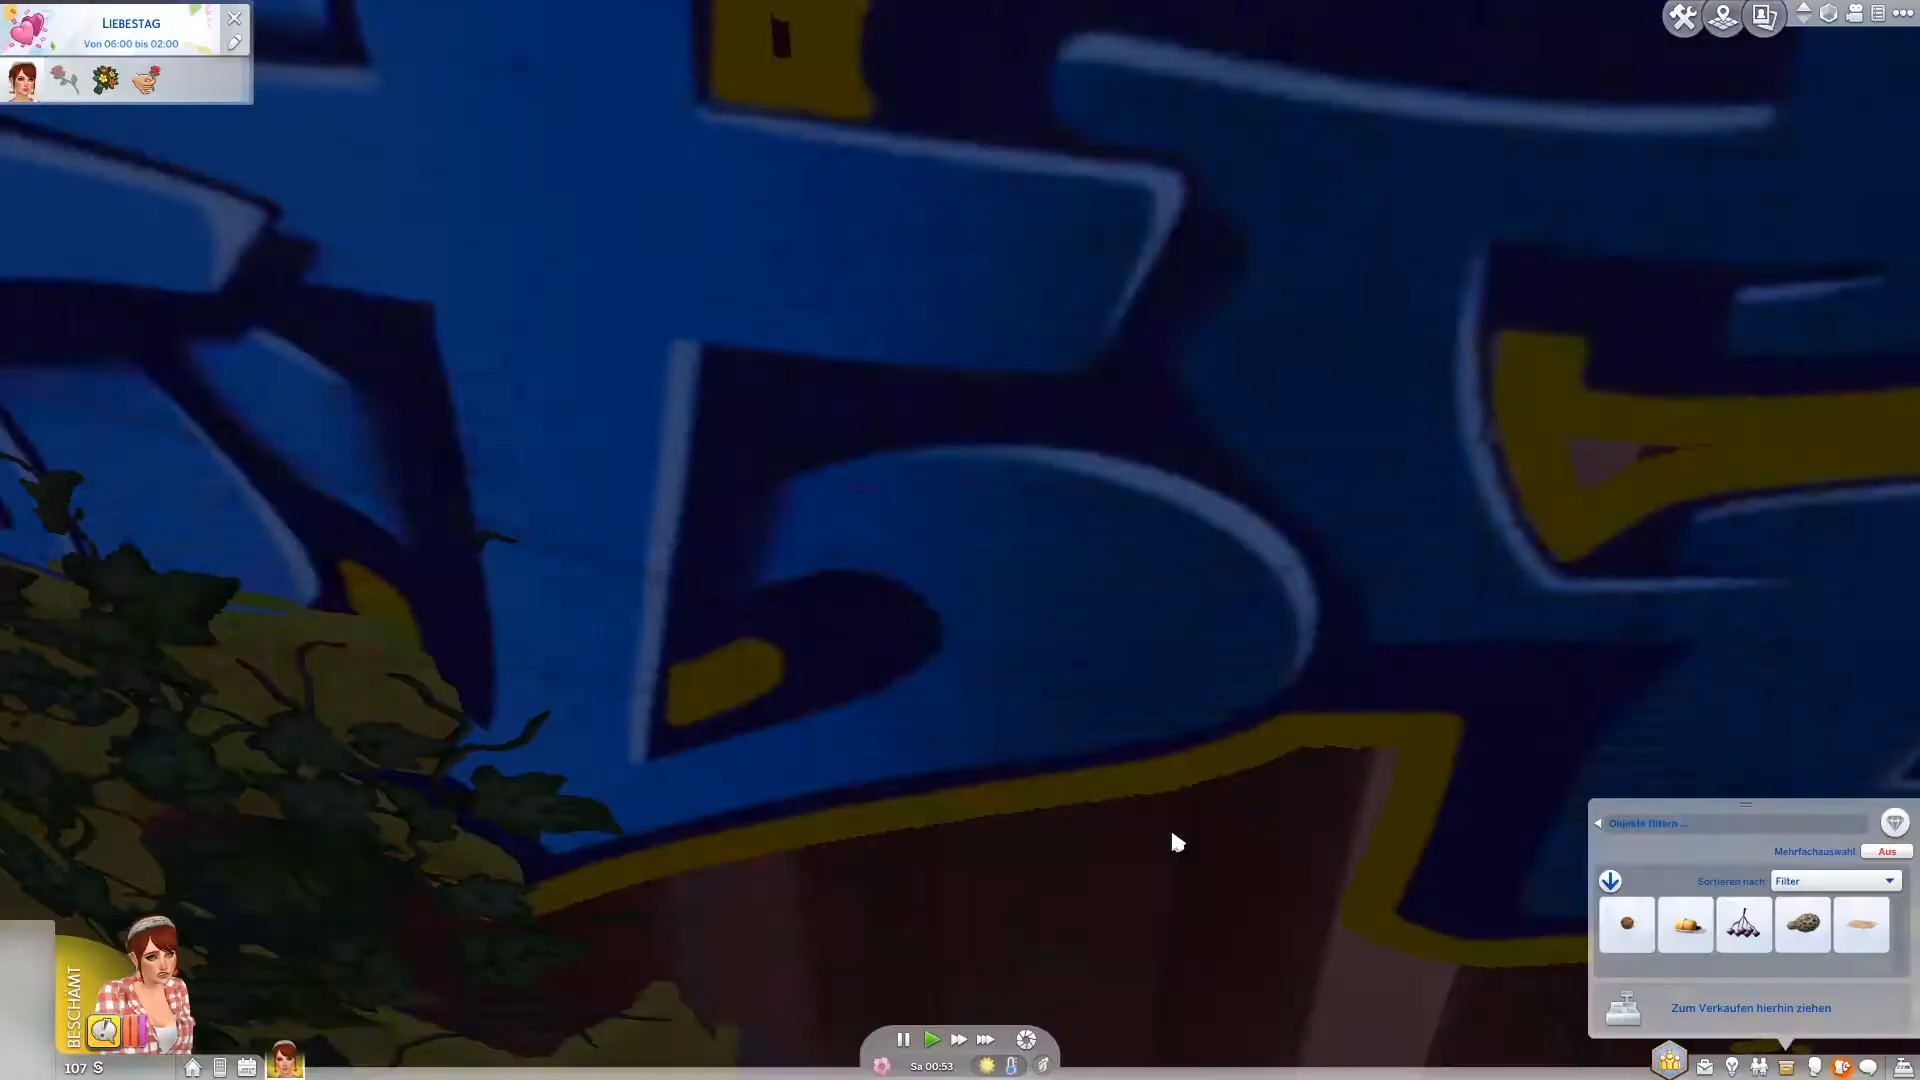 LIEBESTAG
Von 06:00 bis 02:00
Objekte filtern ...
Mehrfachauswahl: Aus
Sortieren nach: Filter
Zum Verkaufen hierhin ziehen
BESCHÄMT
107 §
Sa 00:53